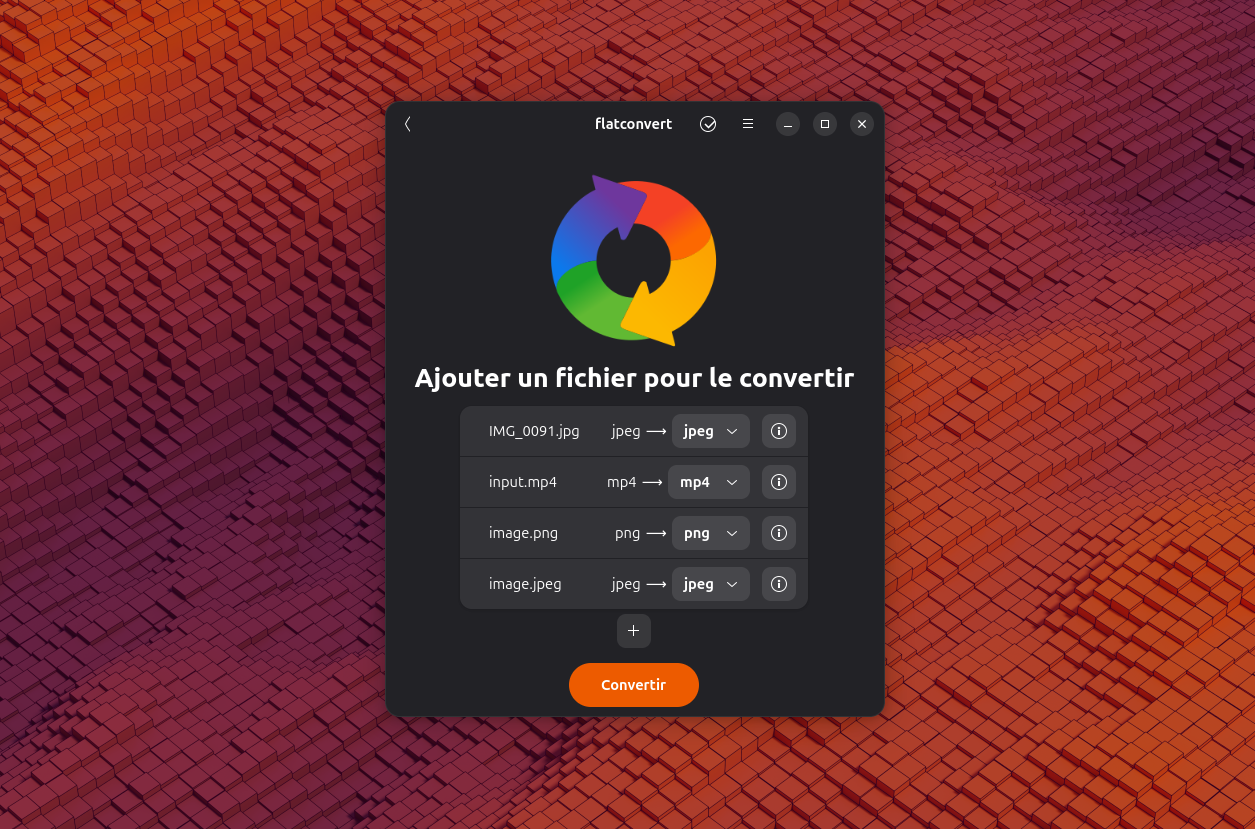 flatconvert
Ajouter un fichier pour le convertir
IMG_0091.jpg jpeg ⟶ jpeg
input.mp4 mp4 ⟶ mp4
image.png png ⟶ png
image.jpeg jpeg ⟶ jpeg
+
Convertir